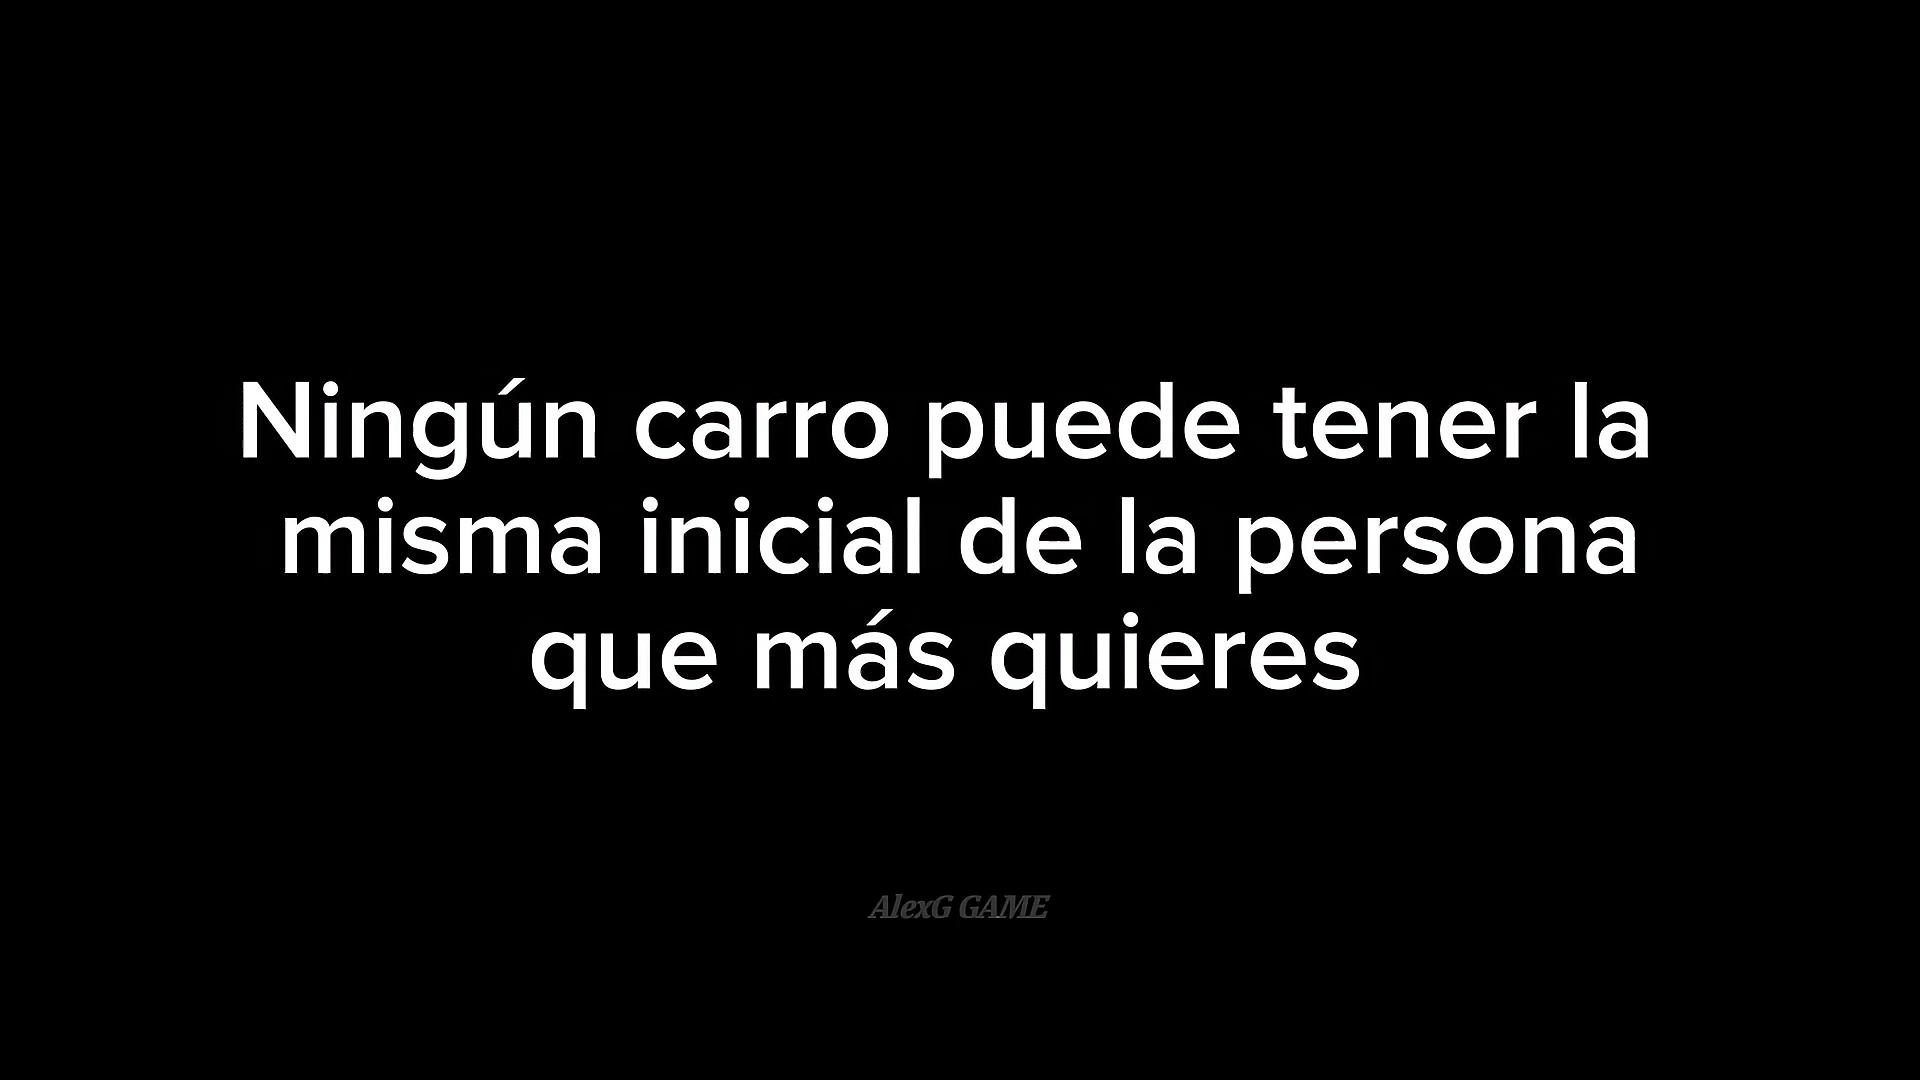 Ningún carro puede tener la
misma inicial de la persona
que más quieres
AlexG GAME